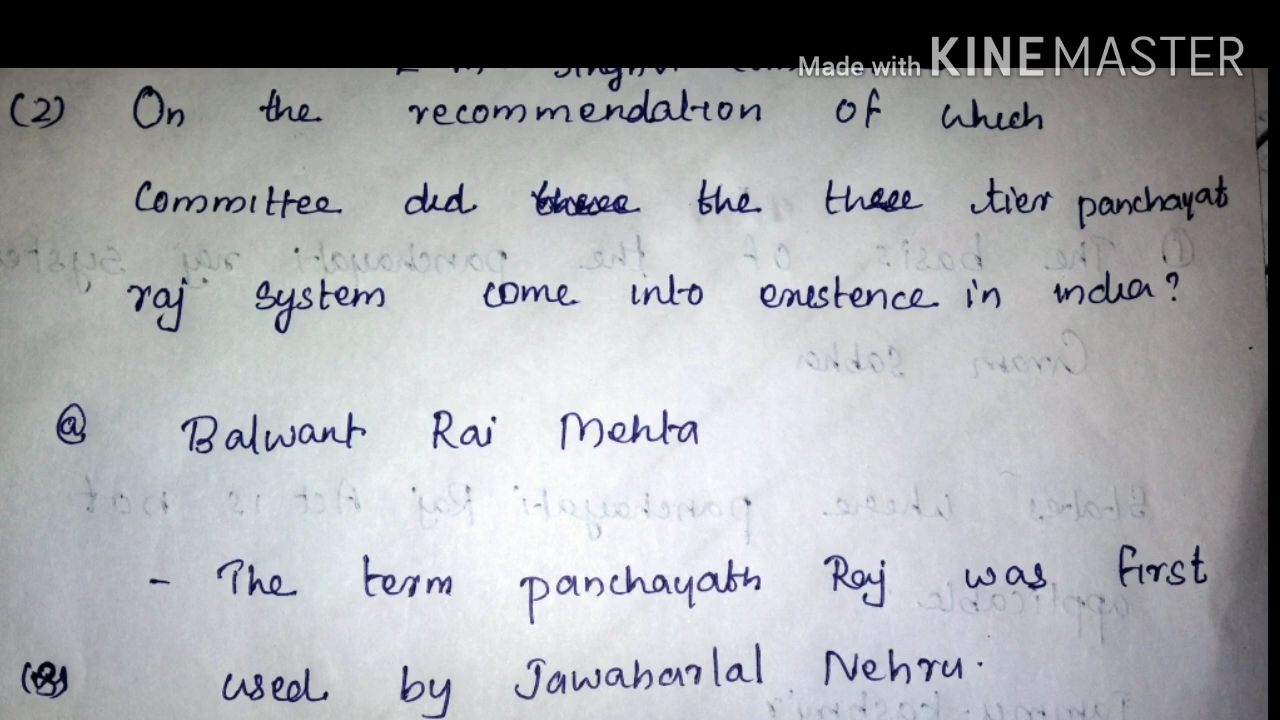 Made with KINEMASTER
(2) On the recommendation of which
Committee did the three tier panchayat
raj system come into existence in india?
@ Balwant Rai Mehta
- The term panchayath Raj was first
used by Jawaharlal Nehru.